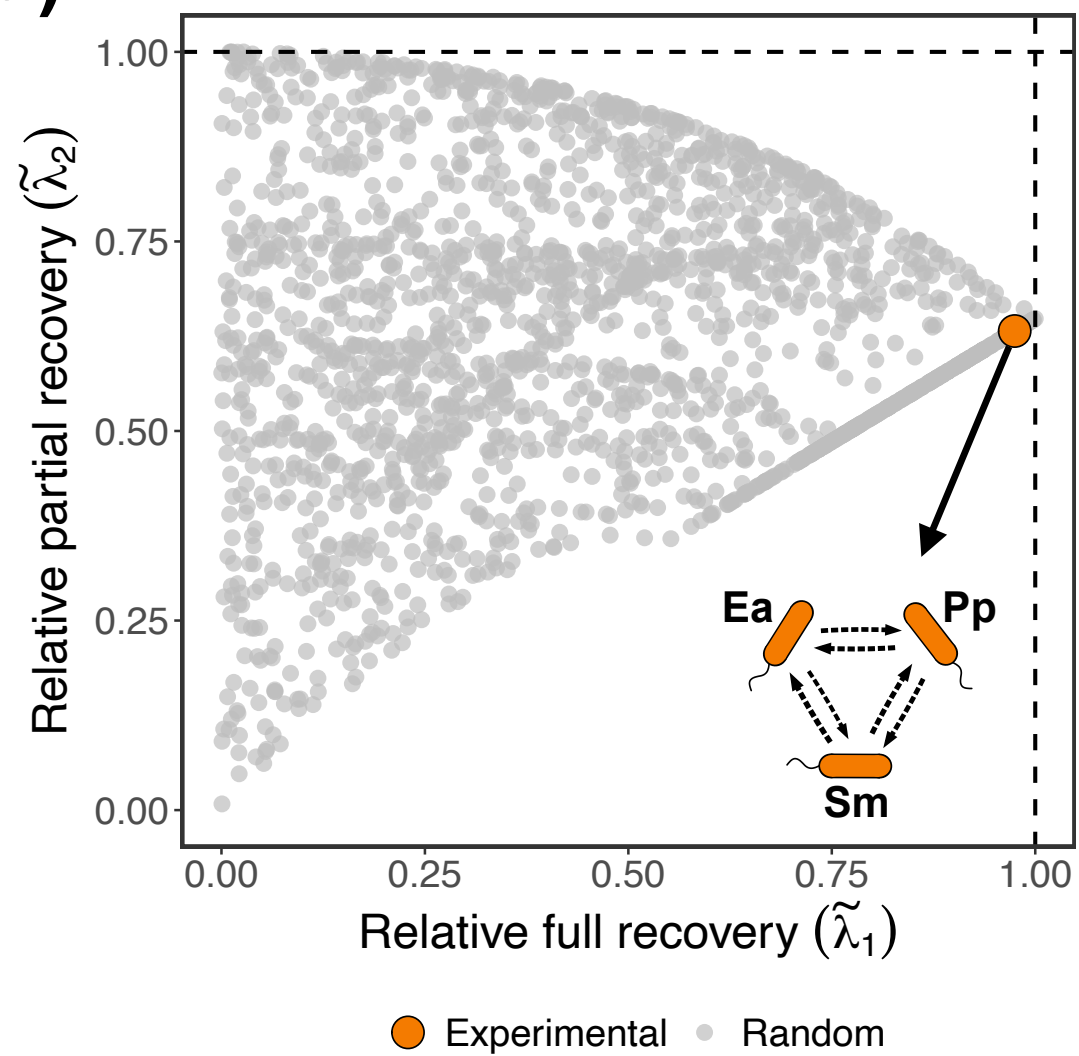 1.00
0.75
0.50
0.25
0.00
Relative partial recovery (λ̃₂)
Ea
Pp
Sm
0.00 0.25 0.50 0.75 1.00
Relative full recovery (λ̃₁)
Experimental Random